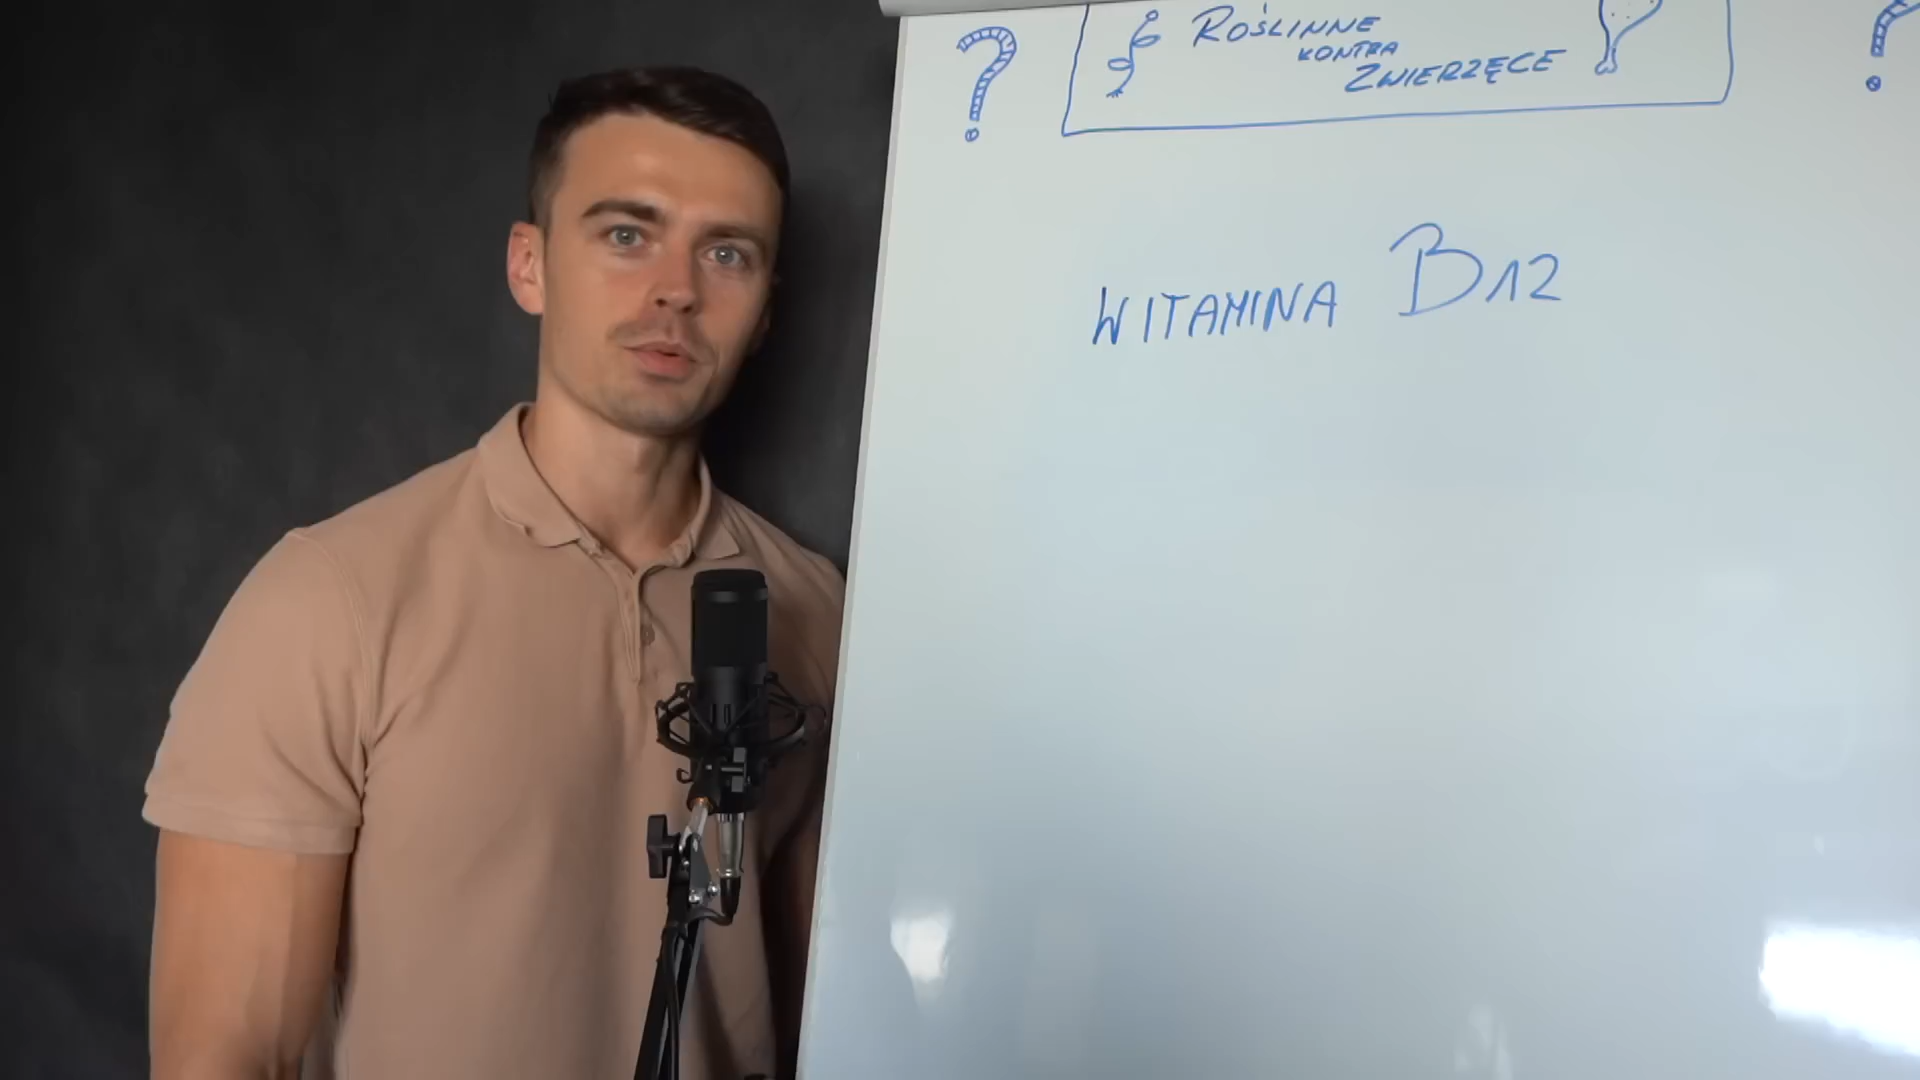 ?
ROŚLINNE
KONTRA
ZWIERZĘCE
?
WITAMINA B12